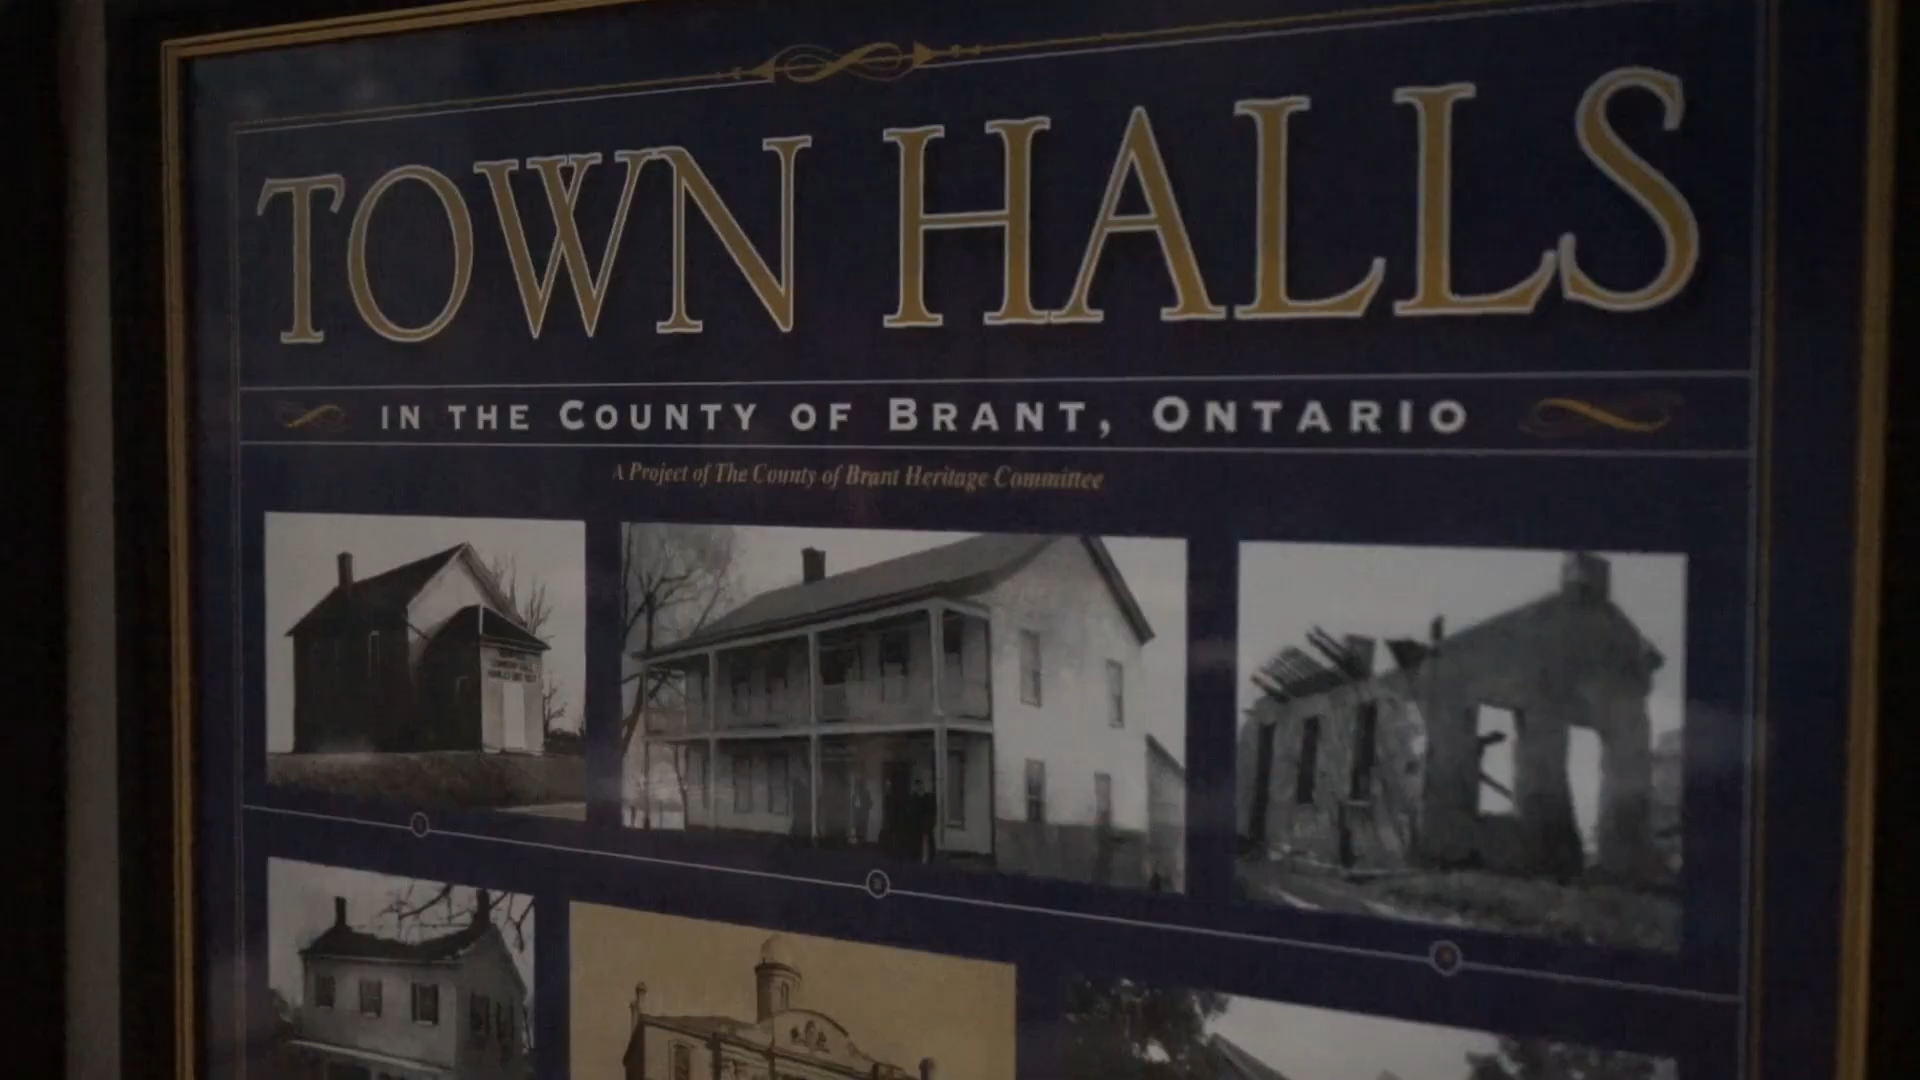 TOWN HALLS
IN THE COUNTY OF BRANT, ONTARIO
A Project of The County of Brant Heritage Committee